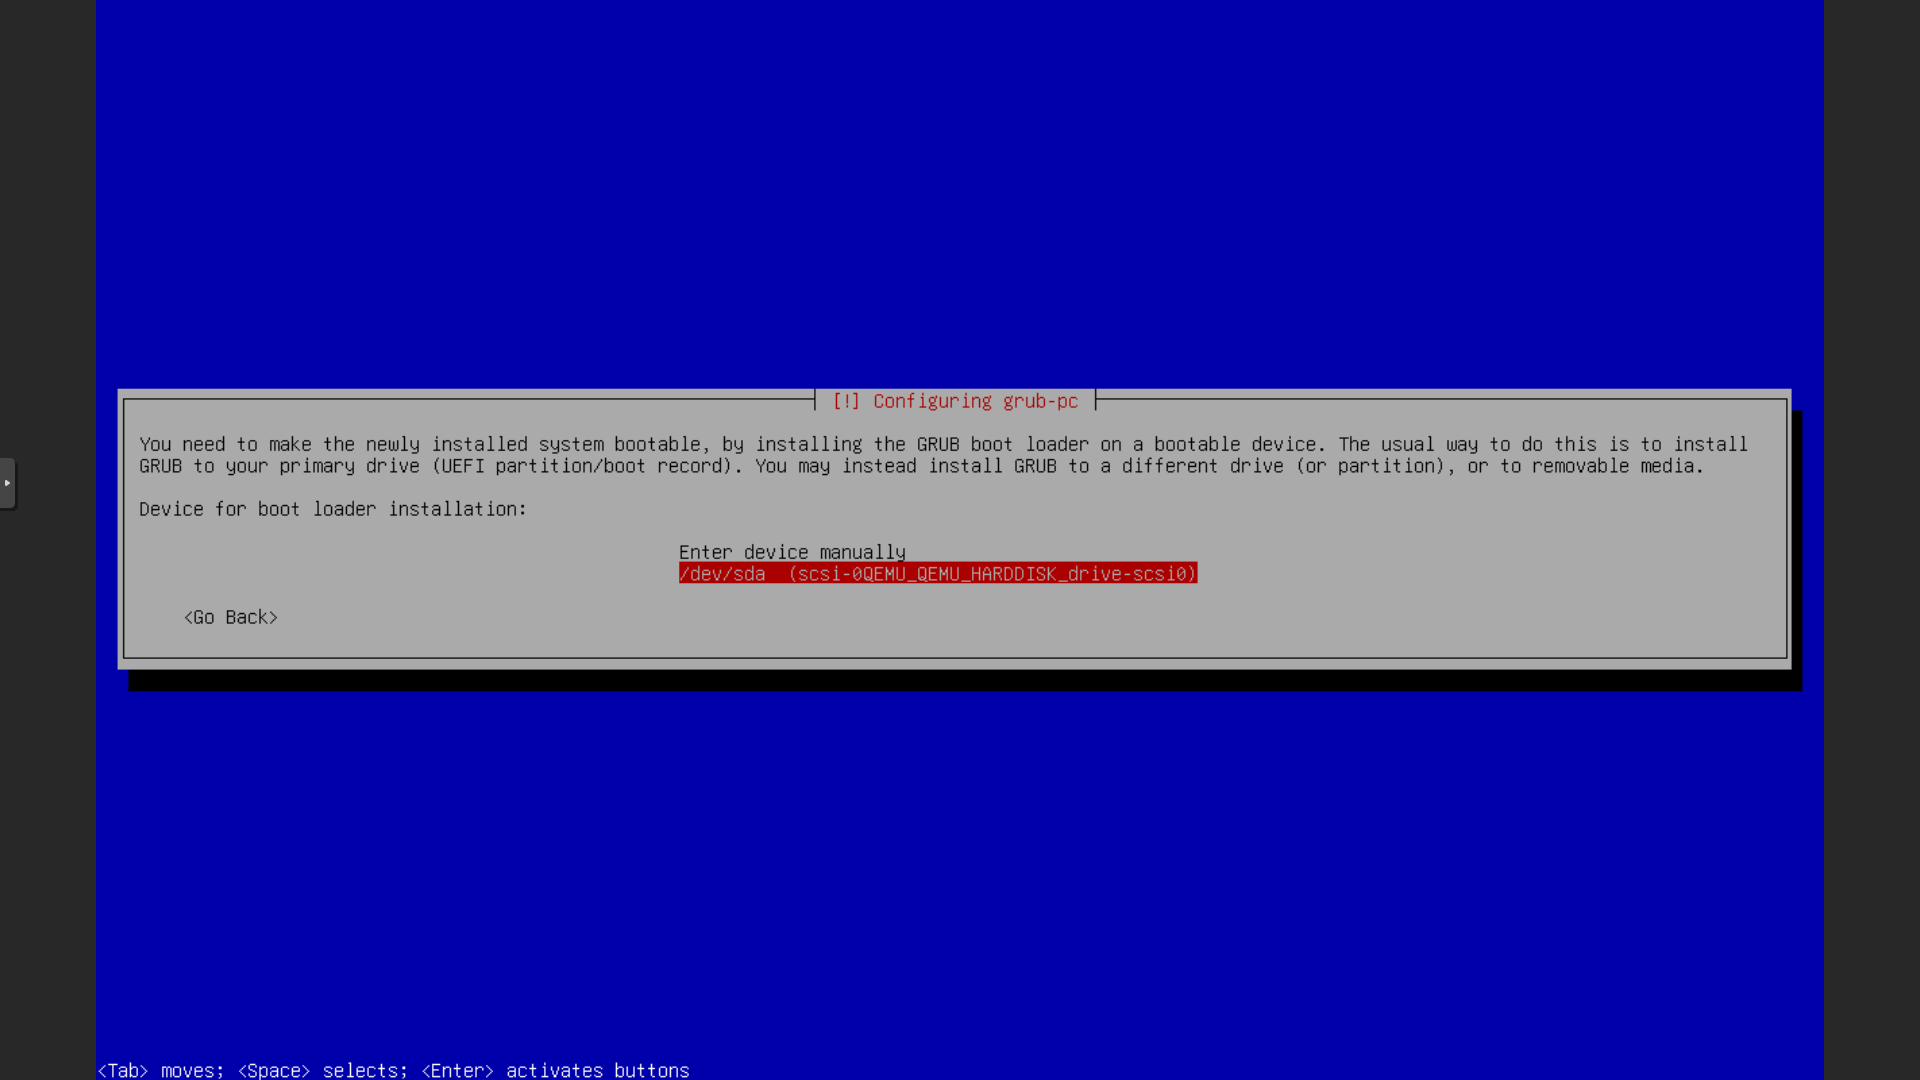 [!] Configuring grub-pc
You need to make the newly installed system bootable, by installing the GRUB boot loader on a bootable device. The usual way to do this is to install
GRUB to your primary drive (UEFI partition/boot record). You may instead install GRUB to a different drive (or partition), or to removable media.
Device for boot loader installation:
Enter device manually
/dev/sda  (scsi-0QEMU_QEMU_HARDDISK_drive-scsi0)
<Go Back>
<Tab> moves; <Space> selects; <Enter> activates buttons